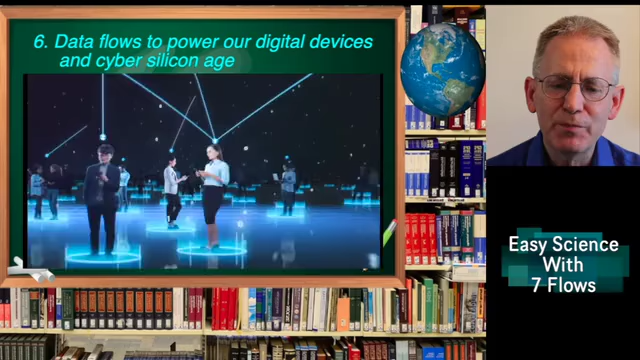 6. Data flows to power our digital devices
and cyber silicon age
Easy Science
With
7 Flows